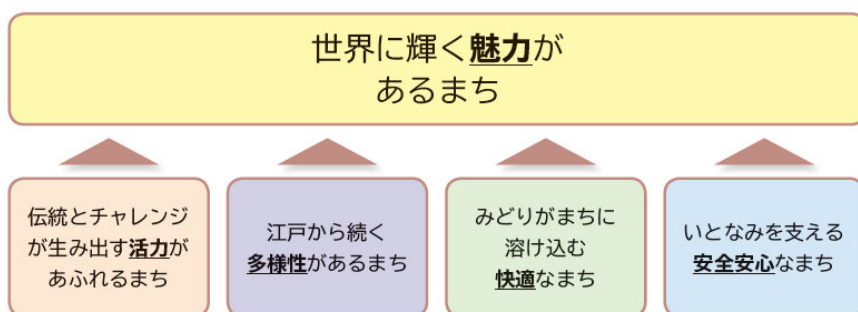 世界に輝く魅力が
あるまち
伝統とチャレンジ
が生み出す活力が
あふれるまち
江戸から続く
多様性があるまち
みどりがまちに
溶け込む
快適なまち
いとなみを支える
安全安心なまち